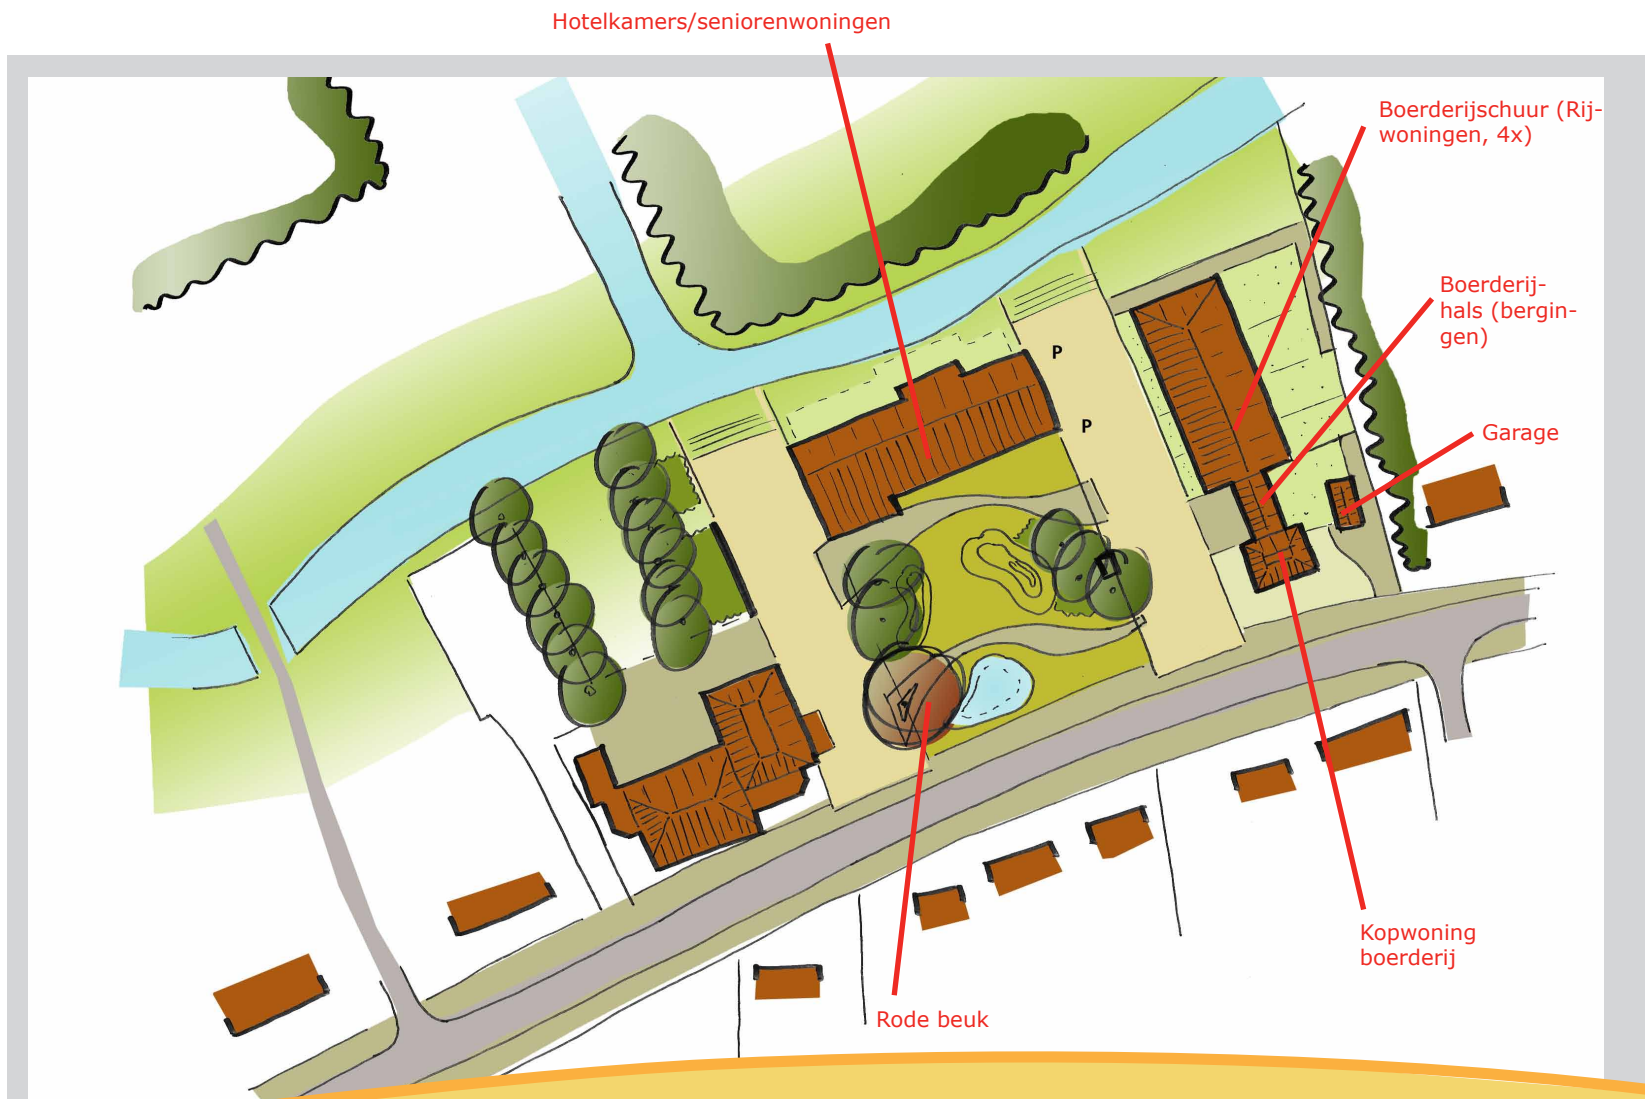 Hotelkamers/seniorenwoningen
Boerderijschuur (Rij-
woningen, 4x)
Boerderij-
hals (bergin-
gen)
P
P
Garage
Kopwoning
boerderij
Rode beuk